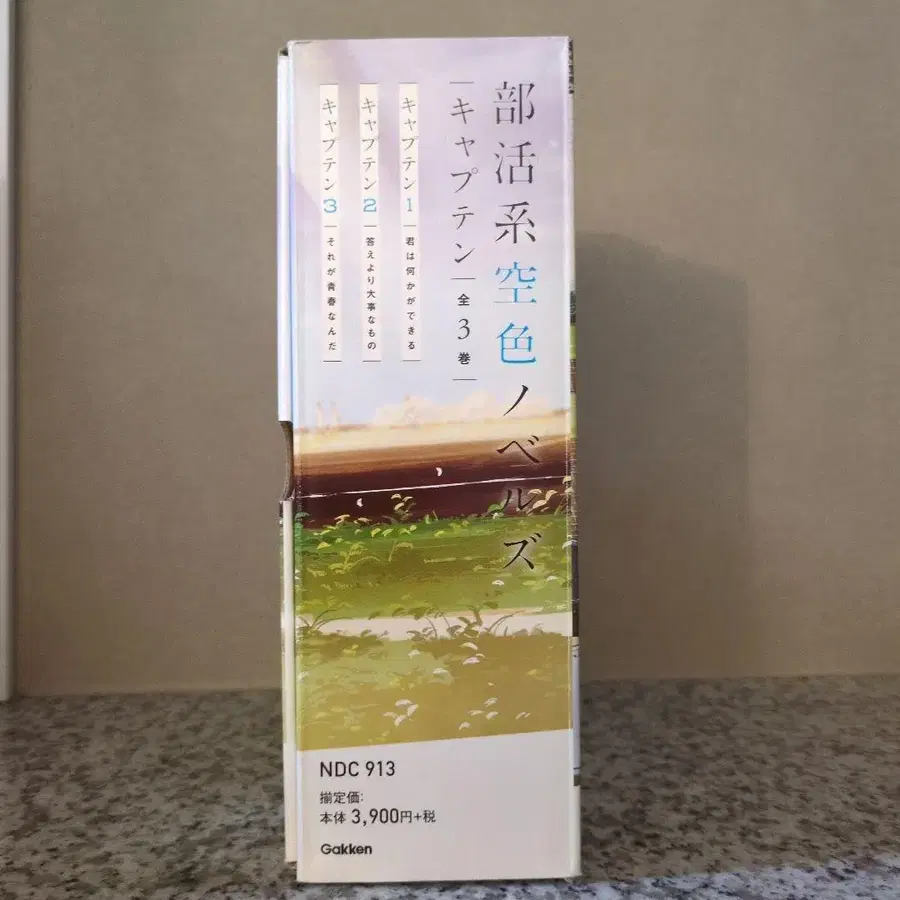 部活系空色ノベルズ
キャプテン
全3巻
キャプテン1
君は何かができる
キャプテン2
答えより大事なもの
キャプテン3
それが青春なんだ
NDC 913
揃定価:
本体 3,900円+税
Gakken